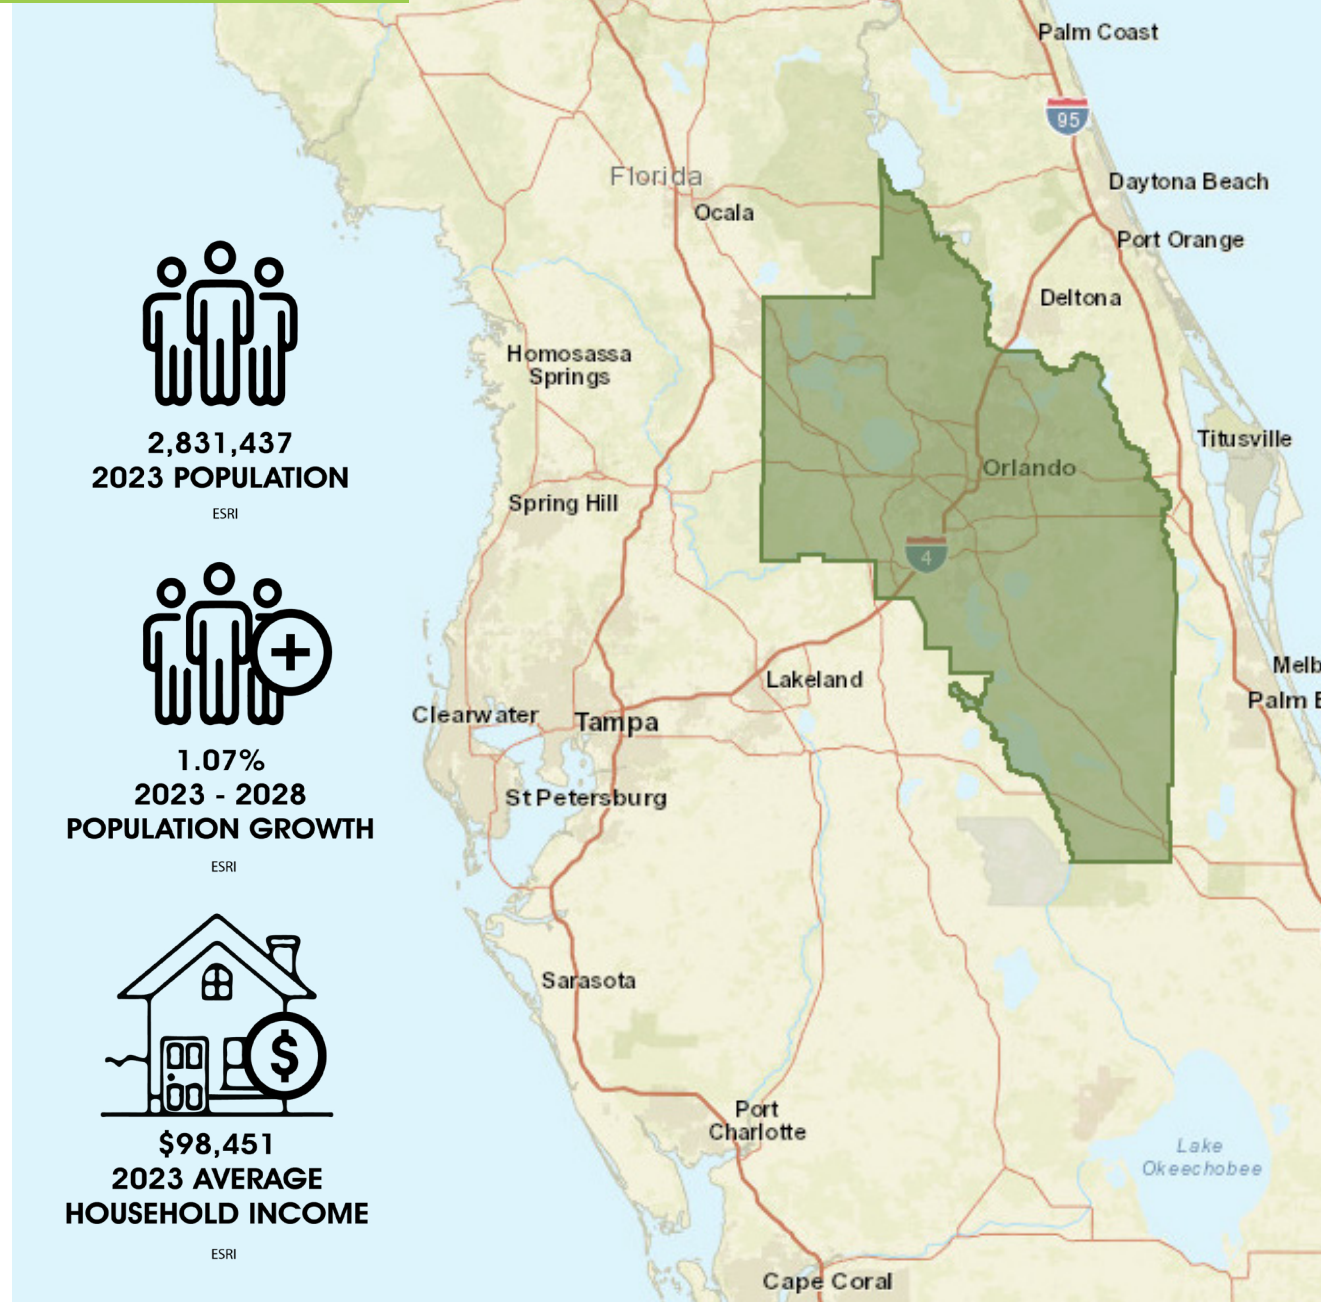 2,831,437
2023 POPULATION
ESRI
1.07%
2023 - 2028
POPULATION GROWTH
ESRI
$
$98,451
2023 AVERAGE
HOUSEHOLD INCOME
ESRI
Palm Coast
95
Florida
Daytona Beach
Ocala
Port Orange
Deltona
Homosassa
Springs
Titusville
Orlando
Spring Hill
4
Melb
Lakeland
Palm B
Clearwater
Tampa
St Petersburg
Sarasota
Port
Charlotte
Lake
Okeechobee
Cape Coral